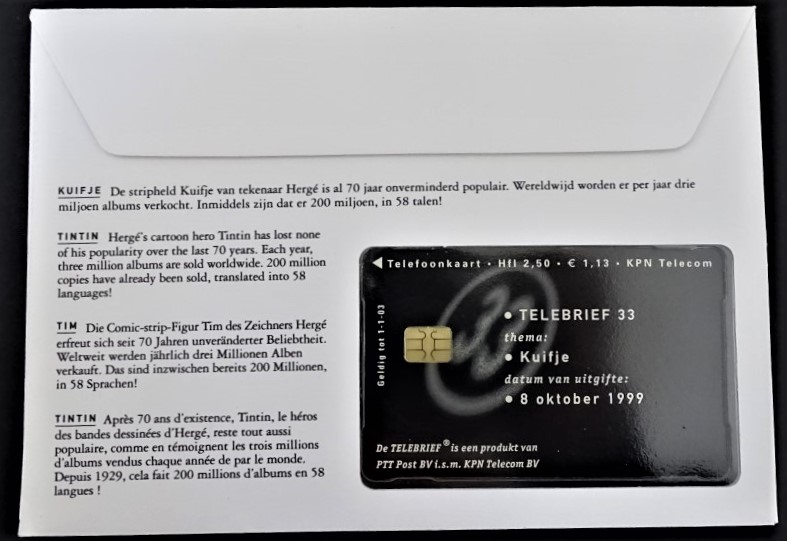 KUIFJE De stripheld Kuifje van tekenaar Hergé is al 70 jaar onverminderd populair. Wereldwijd worden er per jaar drie
miljoen albums verkocht. Inmiddels zijn dat er 200 miljoen, in 58 talen!
TINTIN Hergé's cartoon hero Tintin has lost none
of his popularity over the last 70 years. Each year,
three million albums are sold worldwide. 200 million
copies have already been sold, translated into 58
languages!
TIM Die Comic-strip-Figur Tim des Zeichners Hergé
erfreut sich seit 70 Jahren unveränderter Beliebtheit.
Weltweit werden jährlich drei Millionen Alben
verkauft. Das sind inzwischen bereits 200 Millionen,
in 58 Sprachen!
TINTIN Après 70 ans d'existence, Tintin, le héros
des bandes dessinées d'Hergé, reste tout aussi
populaire, comme en témoignent les trois millions
d'albums vendus chaque année de par le monde.
Depuis 1929, cela fait 200 millions d'albums en 58
langues !
Telefoonkaart • Hfl 2,50 • € 1,13 • KPN Telecom
Geldig tot 1-1-03
• TELEBRIEF 33
thema:
• Kuifje
datum van uitgifte:
• 8 oktober 1999
De TELEBRIEF® is een produkt van
PTT Post BV i.s.m. KPN Telecom BV